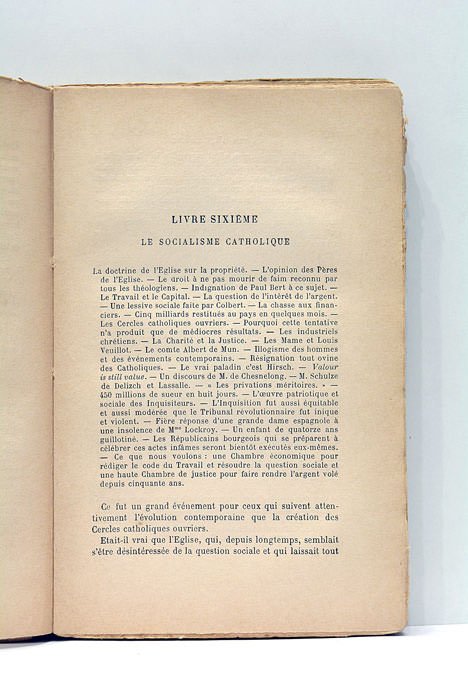 LIVRE SIXIÈME
LE SOCIALISME CATHOLIQUE
La doctrine de l'Eglise sur la propriété. — L'opinion des Pères
de l'Eglise. — Le droit à ne pas mourir de faim reconnu par
tous les théologiens. — Indignation de Paul Bert à ce sujet. —
Le Travail et le Capital. — La question de l'intérêt de l'argent.
— Une lessive sociale faite par Colbert. — La chasse aux finan-
ciers. — Cinq milliards restitués au pays en quelques mois. —
Les Cercles catholiques ouvriers. — Pourquoi cette tentative
n'a produit que de médiocres résultats. — Les industriels
chrétiens. — La Charité et la Justice. — Les Mame et Louis
Veuillot. — Le comte Albert de Mun. — Illogisme des hommes
et des événements contemporains. — Résignation tout ovine
des Catholiques. — Le vrai paladin c'est Hirsch. — Valour
is still value. — Un discours de M. de Chesnelong. — M. Schulze
de Delizch et Lassalle. — « Les privations méritoires. » —
450 millions de sueur en huit jours. — L'œuvre patriotique et
sociale des Inquisiteurs. — L'Inquisition fut aussi équitable
et aussi modérée que le Tribunal révolutionnaire fut inique
et violent. — Fière réponse d'une grande dame espagnole à
une insolence de Mme Lockroy. — Un enfant de quatorze ans
guillotiné. — Les Républicains bourgeois qui se préparent à
célébrer ces actes infâmes seront bientôt exécutés eux-mêmes.
— Ce que nous voulons : une Chambre économique pour
rédiger le code du Travail et résoudre la question sociale et
une haute Chambre de justice pour faire rendre l'argent volé
depuis cinquante ans.
Ce fut un grand événement pour ceux qui suivent atten-
tivement l'évolution contemporaine que la création des
Cercles catholiques ouvriers.
Etait-il vrai que l'Eglise, qui, depuis longtemps, semblait
s'être désintéressée de la question sociale et qui laissait tout